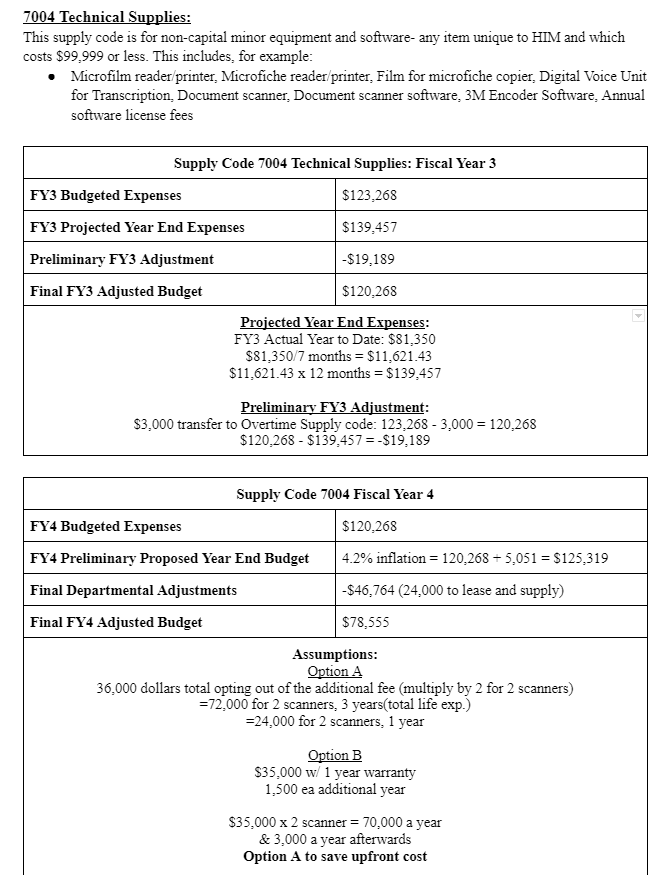 7004 Technical Supplies:
This supply code is for non-capital minor equipment and software- any item unique to HIM and which
costs $99,999 or less. This includes, for example:
● Microfilm reader/printer, Microfiche reader/printer, Film for microfiche copier, Digital Voice Unit
for Transcription, Document scanner, Document scanner software, 3M Encoder Software, Annual
software license fees
Supply Code 7004 Technical Supplies: Fiscal Year 3
FY3 Budgeted Expenses $123,268
FY3 Projected Year End Expenses $139,457
Preliminary FY3 Adjustment -$19,189
Final FY3 Adjusted Budget $120,268
Projected Year End Expenses:
FY3 Actual Year to Date: $81,350
$81,350/7 months = $11,621.43
$11,621.43 x 12 months = $139,457
Preliminary FY3 Adjustment:
$3,000 transfer to Overtime Supply code: 123,268 - 3,000 = 120,268
$120,268 - $139,457 = -$19,189
Supply Code 7004 Fiscal Year 4
FY4 Budgeted Expenses $120,268
FY4 Preliminary Proposed Year End Budget 4.2% inflation = 120,268 + 5,051 = $125,319
Final Departmental Adjustments -$46,764 (24,000 to lease and supply)
Final FY4 Adjusted Budget $78,555
Assumptions:
Option A
36,000 dollars total opting out of the additional fee (multiply by 2 for 2 scanners)
=72,000 for 2 scanners, 3 years(total life exp.)
=24,000 for 2 scanners, 1 year
Option B
$35,000 w/ 1 year warranty
1,500 ea additional year
$35,000 x 2 scanner = 70,000 a year
& 3,000 a year afterwards
Option A to save upfront cost